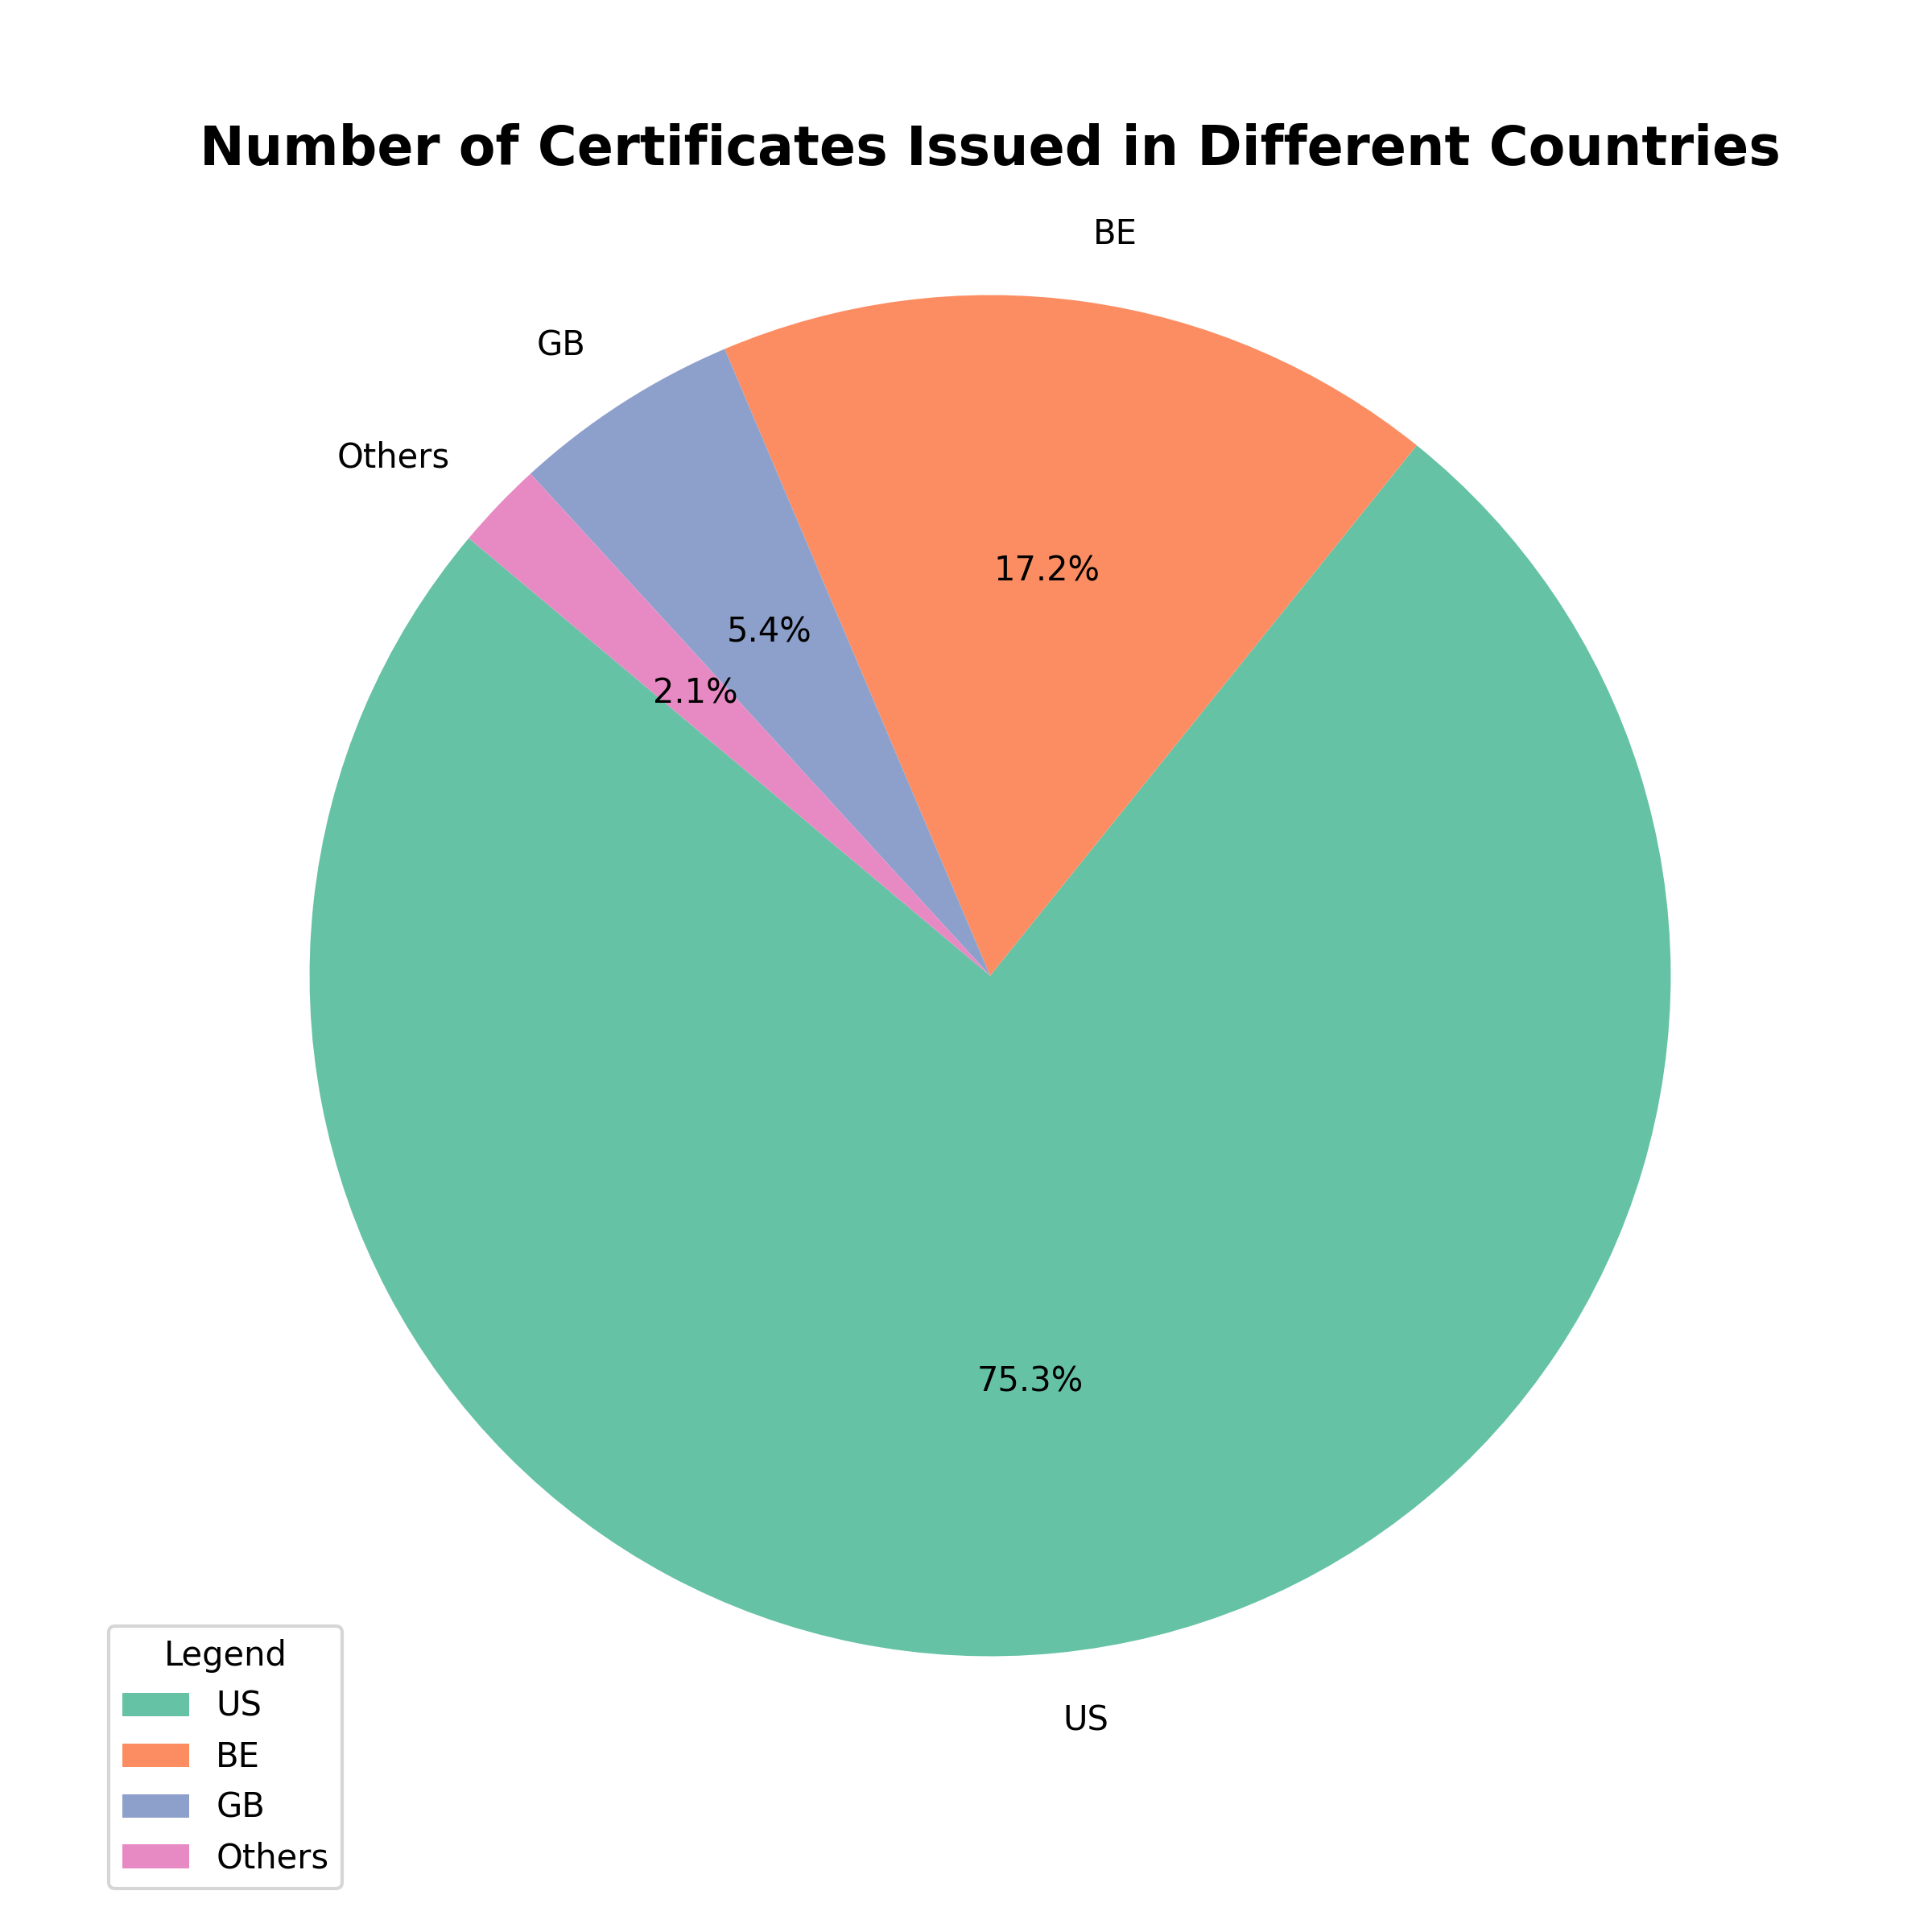 Number of Certificates Issued in Different Countries
BE
GB
Others
17.2%
5.4%
2.1%
75.3%
US
Legend
US
BE
GB
Others